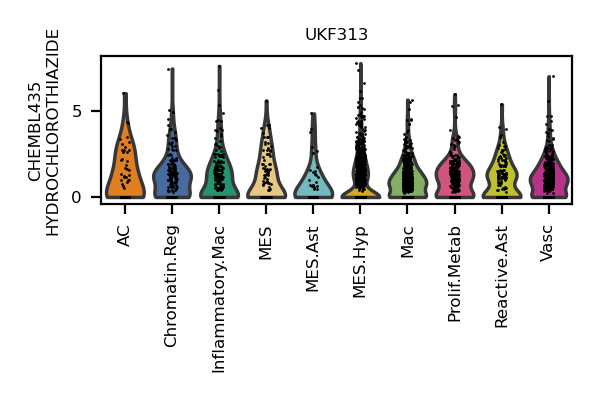 UKF313
CHEMBL435
HYDROCHLOROTHIAZIDE
5
0
AC
Chromatin.Reg
Inflammatory.Mac
MES
MES.Ast
MES.Hyp
Mac
Prolif.Metab
Reactive.Ast
Vasc